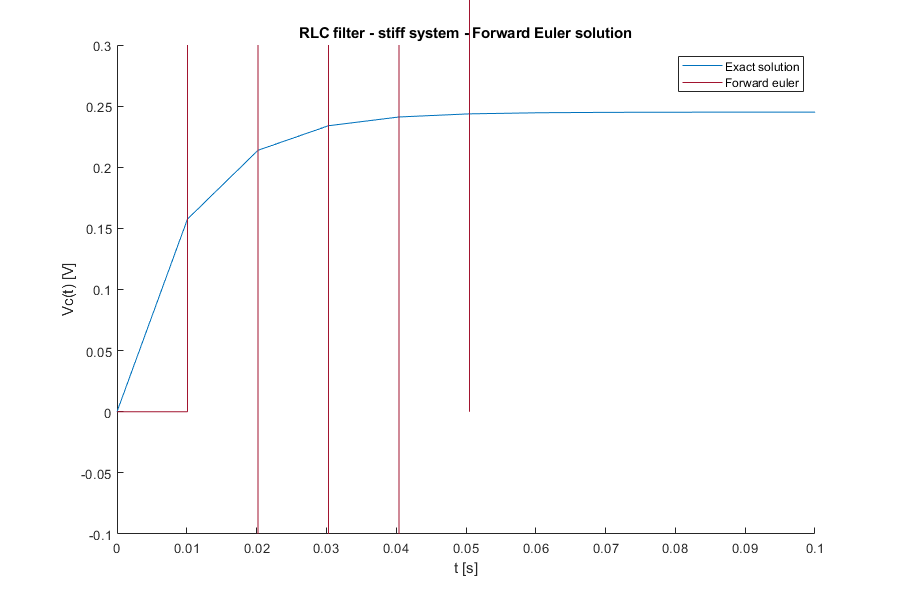 RLC filter - stiff system - Forward Euler solution
Exact solution
Forward euler
0.3
0.25
0.2
0.15
0.1
0.05
0
-0.05
-0.1
Vc(t) [V]
0 0.01 0.02 0.03 0.04 0.05 0.06 0.07 0.08 0.09 0.1
t [s]